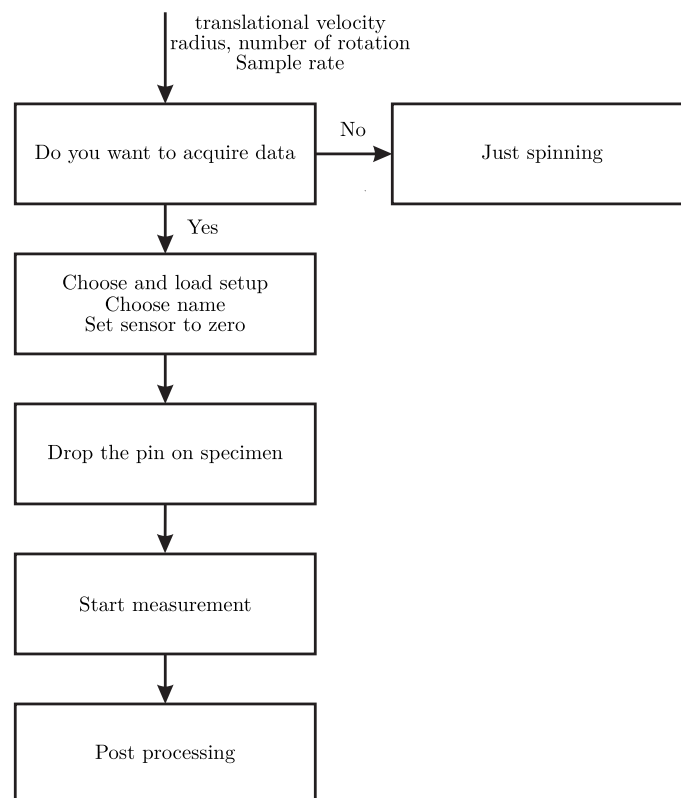 translational velocity
radius, number of rotation
Sample rate
Do you want to acquire data
No
Just spinning
Yes
Choose and load setup
Choose name
Set sensor to zero
Drop the pin on specimen
Start measurement
Post processing